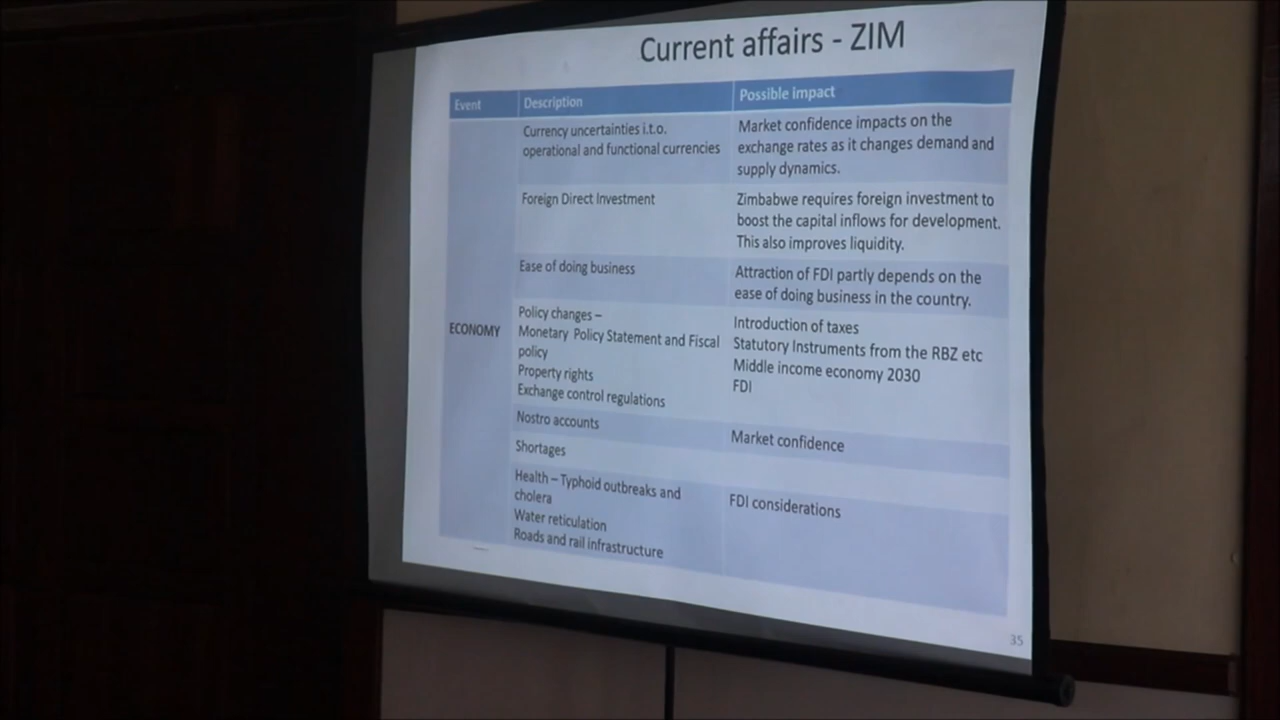 Current affairs - ZIM
Event Description Possible Impact
ECONOMY
Currency uncertainties i.t.o.
operational and functional currencies
Market confidence impacts on the
exchange rates as it changes demand and
supply dynamics.
Foreign Direct Investment
Zimbabwe requires foreign investment to
boost the capital inflows for development.
This also improves liquidity.
Ease of doing business
Attraction of FDI partly depends on the
ease of doing business in the country.
Policy changes –
Monetary Policy Statement and Fiscal
policy
Property rights
Exchange control regulations
Introduction of taxes
Statutory Instruments from the RBZ etc
Middle income economy 2030
FDI
Nostro accounts
Market confidence
Shortages
Health – Typhoid outbreaks and
cholera
Water reticulation
Roads and rail infrastructure
FDI considerations
35